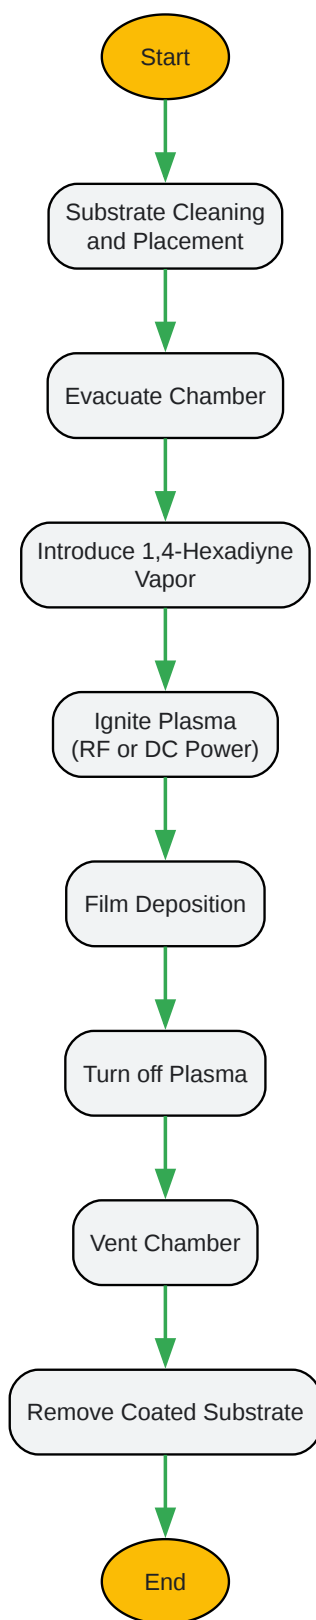 Start
Substrate Cleaning
and Placement
Evacuate Chamber
Introduce 1,4-Hexadiyne
Vapor
Ignite Plasma
(RF or DC Power)
Film Deposition
Turn off Plasma
Vent Chamber
Remove Coated Substrate
End